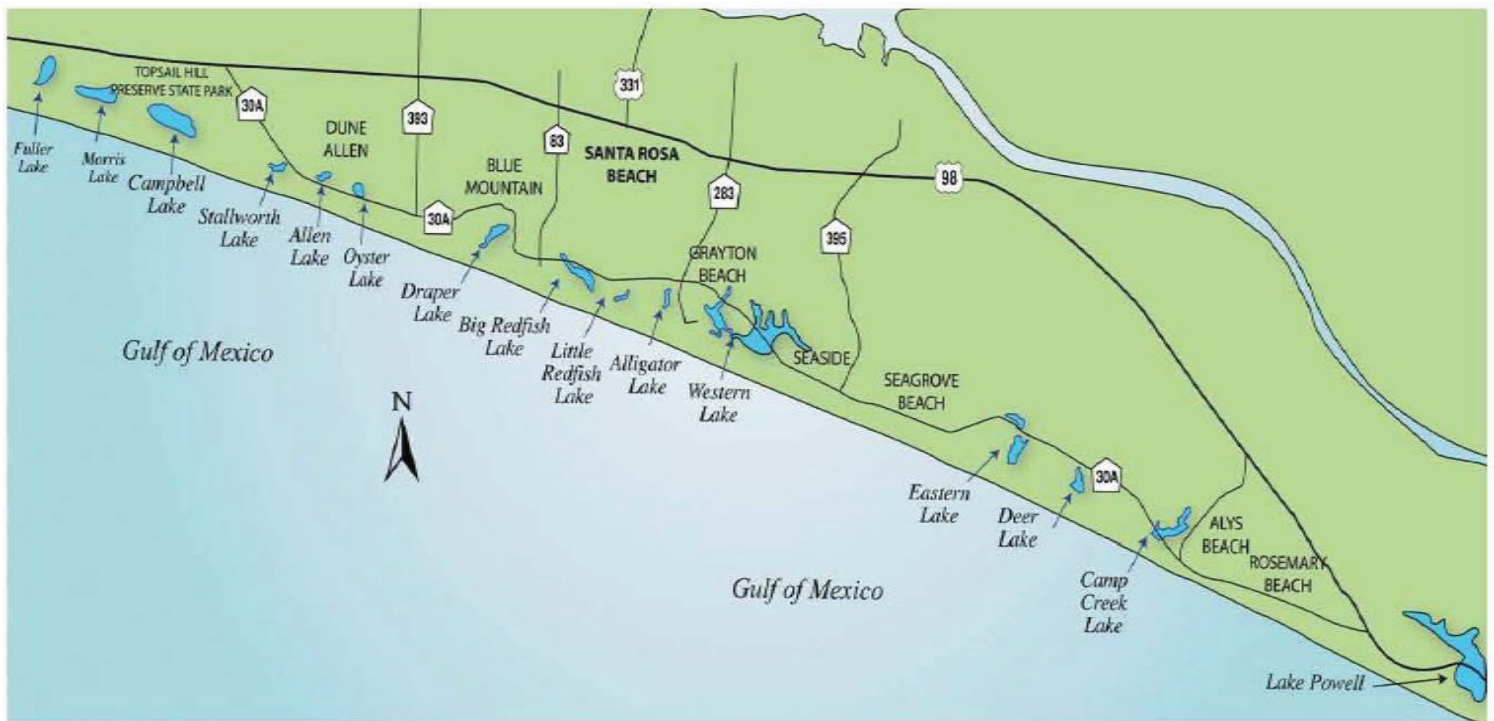 TOPSAIL HILL
PRESERVE STATE PARK
Fuller
Lake
Morris
Lake
Campbell
Lake
30A
DUNE
ALLEN
393
Stallworth
Lake
Allen
Lake
Oyster
Lake
30A
BLUE
MOUNTAIN
83
331
SANTA ROSA
BEACH
283
98
395
Draper
Lake
Big Redfish
Lake
Little
Redfish
Lake
Alligator
Lake
GRAYTON
BEACH
Western
Lake
SEASIDE
SEAGROVE
BEACH
Gulf of Mexico
N
Eastern
Lake
Deer
Lake
30A
Camp
Creek
Lake
ALYS
BEACH
ROSEMARY
BEACH
Gulf of Mexico
Lake Powell